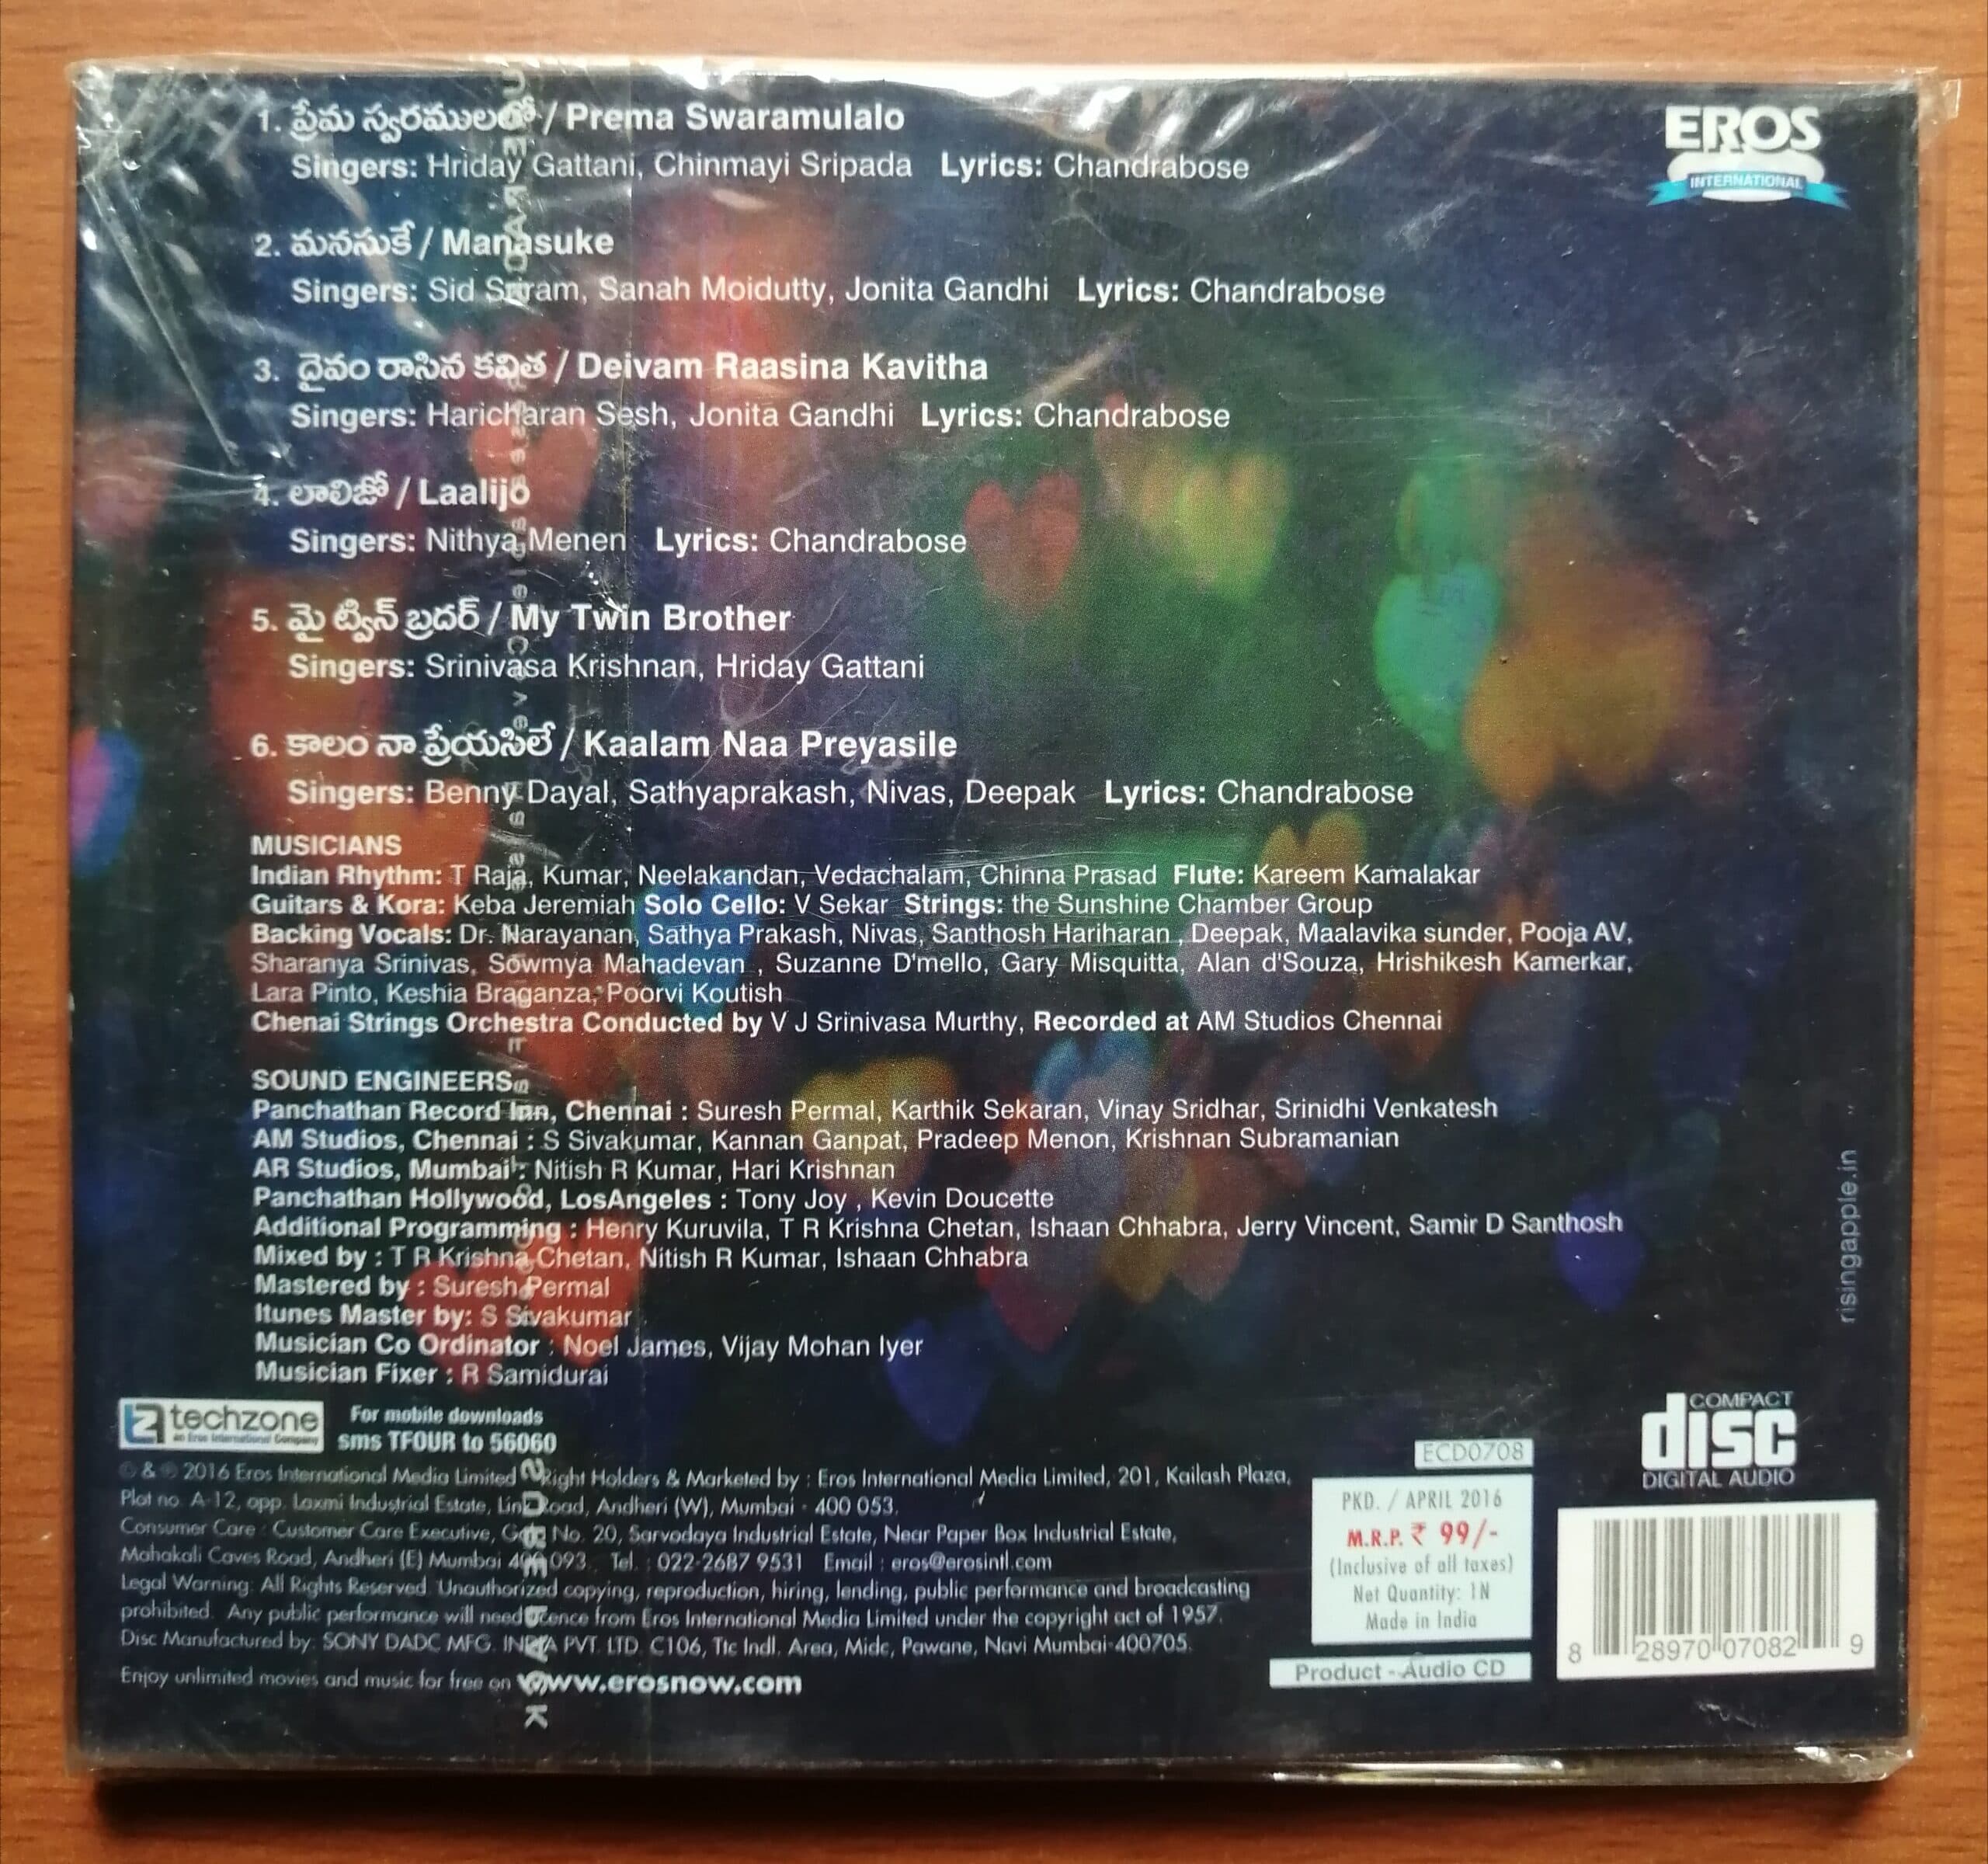 1. ప్రేమ స్వరములలో / Prema Swaramulalo
Singers: Hriday Gattani, Chinmayi Sripada Lyrics: Chandrabose
2. మనసుకే / Manasuke
Singers: Sid Sriram, Sanah Moidutty, Jonita Gandhi Lyrics: Chandrabose
3. దైవం రాసిన కవిత / Deivam Raasina Kavitha
Singers: Haricharan Sesh, Jonita Gandhi Lyrics: Chandrabose
4. లాలిజో / Laalijo
Singers: Nithya Menen Lyrics: Chandrabose
5. మై ట్విన్ బ్రదర్ / My Twin Brother
Singers: Srinivasa Krishnan, Hriday Gattani
6. కాలం నా ప్రేయసిలే / Kaalam Naa Preyasile
Singers: Benny Dayal, Sathyaprakash, Nivas, Deepak Lyrics: Chandrabose
EROS
INTERNATIONAL
MUSICIANS
Indian Rhythm: T Raja, Kumar, Neelakandan, Vedachalam, Chinna Prasad Flute: Kareem Kamalakar
Guitars & Kora: Keba Jeremiah Solo Cello: V Sekar Strings: the Sunshine Chamber Group
Backing Vocals: Dr. Narayanan, Sathya Prakash, Nivas, Santhosh Hariharan , Deepak, Maalavika sunder, Pooja AV,
Sharanya Srinivas, Sowmya Mahadevan , Suzanne D'mello, Gary Misquitta, Alan d'Souza, Hrishikesh Kamerkar,
Lara Pinto, Keshia Braganza, Poorvi Koutish
Chenai Strings Orchestra Conducted by V J Srinivasa Murthy, Recorded at AM Studios Chennai
SOUND ENGINEERS
Panchathan Record Inn, Chennai : Suresh Permal, Karthik Sekaran, Vinay Sridhar, Srinidhi Venkatesh
AM Studios, Chennai : S Sivakumar, Kannan Ganpat, Pradeep Menon, Krishnan Subramanian
AR Studios, Mumbai : Nitish R Kumar, Hari Krishnan
Panchathan Hollywood, LosAngeles : Tony Joy , Kevin Doucette
Additional Programming : Henry Kuruvila, T R Krishna Chetan, Ishaan Chhabra, Jerry Vincent, Samir D Santhosh
Mixed by : T R Krishna Chetan, Nitish R Kumar, Ishaan Chhabra
Mastered by : Suresh Permal
Itunes Master by: S Sivakumar
Musician Co Ordinator : Noel James, Vijay Mohan Iyer
Musician Fixer : R Samidurai
risingapple.in
techzone
an Eros International Company
For mobile downloads
sms TFOUR to 56060
© & ℗ 2016 Eros International Media Limited Right Holders & Marketed by : Eros International Media Limited, 201, Kailash Plaza,
Plot no. A-12, opp. Laxmi Industrial Estate, Link Road, Andheri (W), Mumbai - 400 053.
Consumer Care : Customer Care Executive, Gala No. 20, Sarvodaya Industrial Estate, Near Paper Box Industrial Estate,
Mahakali Caves Road, Andheri (E) Mumbai 400 093. Tel. : 022-2687 9531 Email : eros@erosintl.com
Legal Warning: All Rights Reserved. Unauthorized copying, reproduction, hiring, lending, public performance and broadcasting
prohibited. Any public performance will need licence from Eros International Media Limited under the copyright act of 1957.
Disc Manufactured by: SONY DADC MFG. INDIA PVT. LTD. C106, Ttc Indl. Area, Midc, Pawane, Navi Mumbai-400705.
Enjoy unlimited movies and music for free on www.erosnow.com
ECD0708
PKD. / APRIL 2016
M.R.P. ₹ 99/-
(Inclusive of all taxes)
Net Quantity: 1N
Made in India
Product - Audio CD
COMPACT
disc
DIGITAL AUDIO
8 28970 07082 9